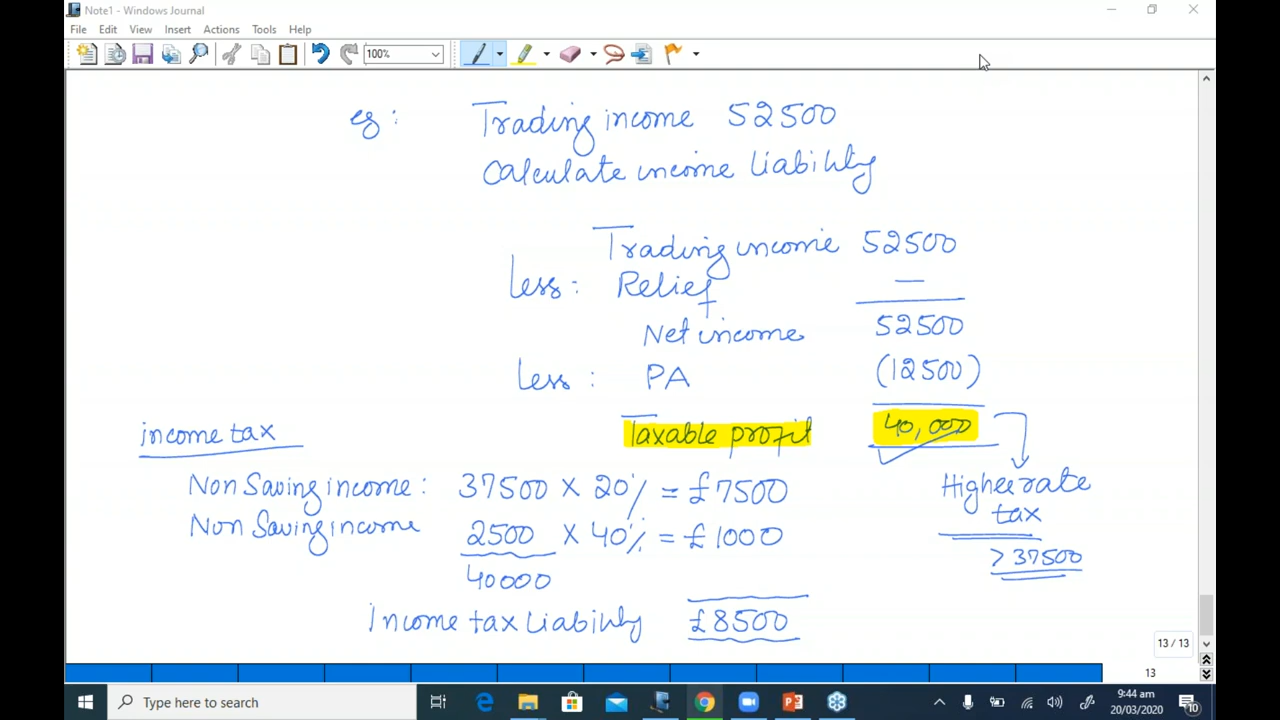 Note1 - Windows Journal
File Edit View Insert Actions Tools Help
100%
eg: Trading income 52500
Calculate income liability
Trading income 52500
less: Relief —
Net income 52500
less: PA (12500)
Taxable profit 40,000
income tax
Non Saving income: 37500 × 20% = £7500
Higher rate
Non Saving income 2500 × 40% = £1000
tax
> 37500
40000
Income tax Liability £8500
13 / 13
13
Type here to search
9:44 am
20/03/2020
10